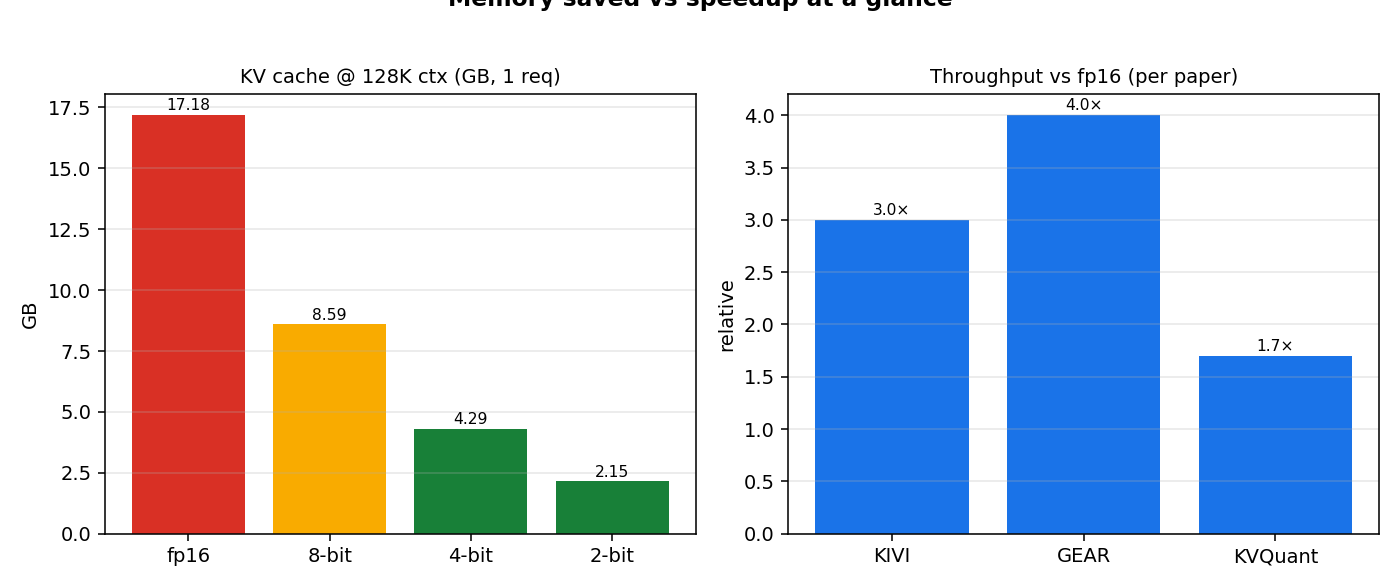 Memory saved vs speedup at a glance
KV cache @ 128K ctx (GB, 1 req)
17.5
15.0
12.5
10.0
7.5
5.0
2.5
0.0
GB
17.18
8.59
4.29
2.15
fp16
8-bit
4-bit
2-bit
Throughput vs fp16 (per paper)
4.0
3.5
3.0
2.5
2.0
1.5
1.0
0.5
0.0
relative
3.0×
4.0×
1.7×
KIVI
GEAR
KVQuant